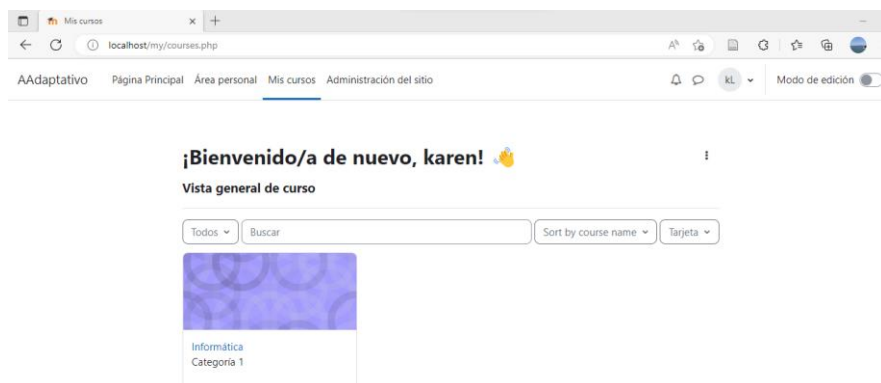 Mis cursos
localhost/my/courses.php
AAdaptativo Página Principal Área personal Mis cursos Administración del sitio kL Modo de edición
¡Bienvenido/a de nuevo, karen!
Vista general de curso
Todos Buscar Sort by course name Tarjeta
Informática
Categoría 1